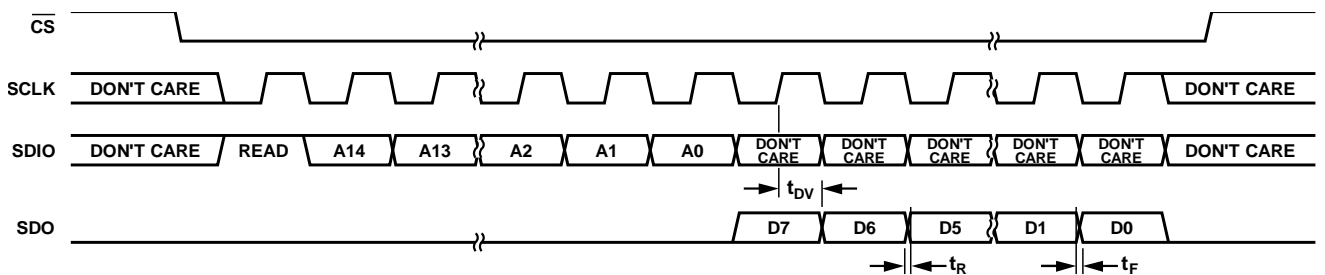 CS
SCLK DON'T CARE DON'T CARE
SDIO DON'T CARE READ A14 A13 A2 A1 A0 DON'T CARE DON'T CARE DON'T CARE DON'T CARE DON'T CARE DON'T CARE
tDV
SDO D7 D6 D5 D1 D0
tR tF